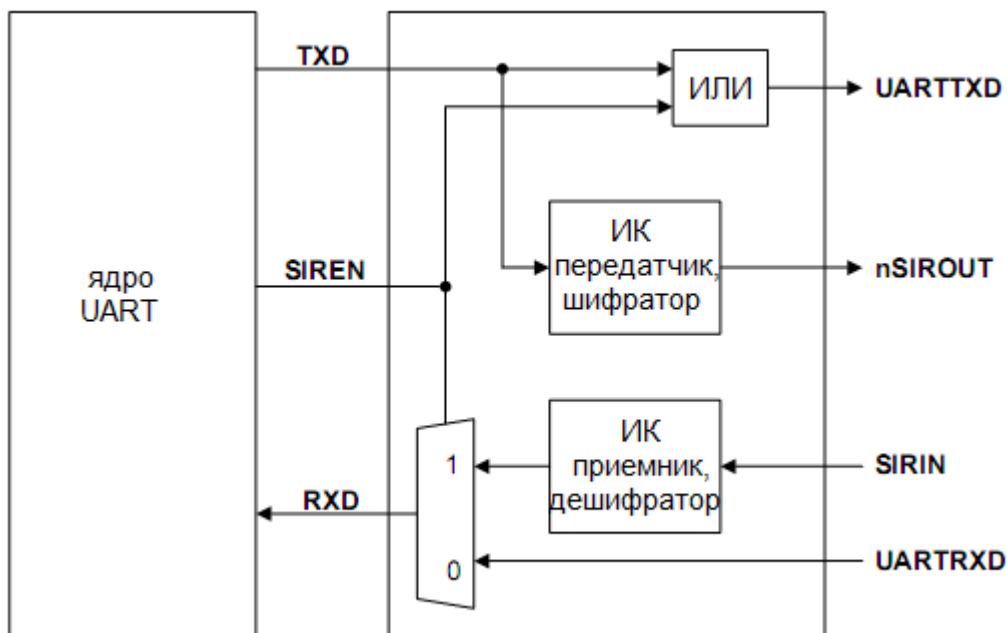 TXD
ИЛИ
UARTTXD
ИК
передатчик,
шифратор
nSIROUT
SIREN
ядро
UART
ИК
приемник,
дешифратор
1
SIRIN
RXD
0
UARTRXD